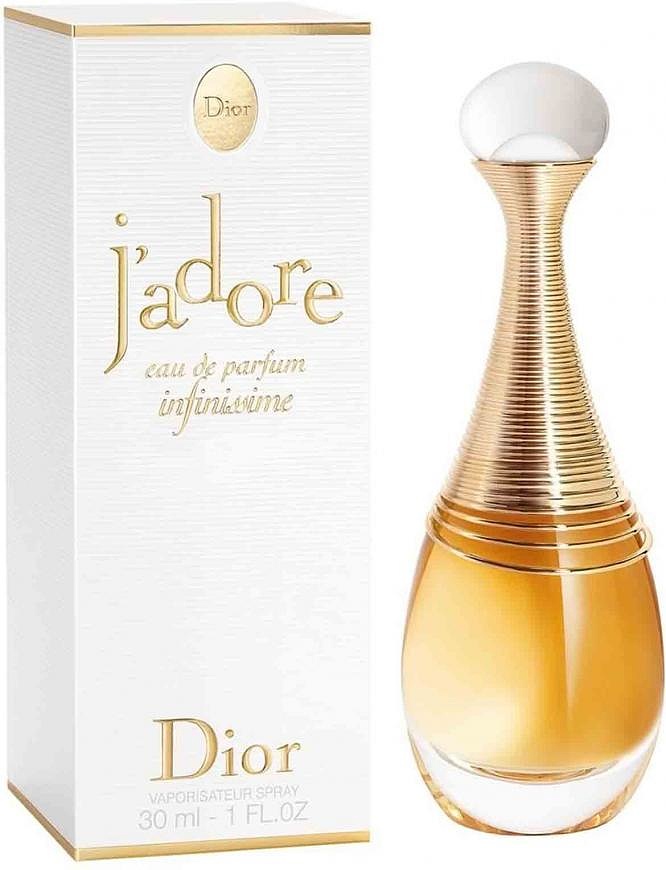 Dior
j'adore
eau de parfum
infinissime
Dior
VAPORISATEUR SPRAY
30 ml - 1 FL.OZ